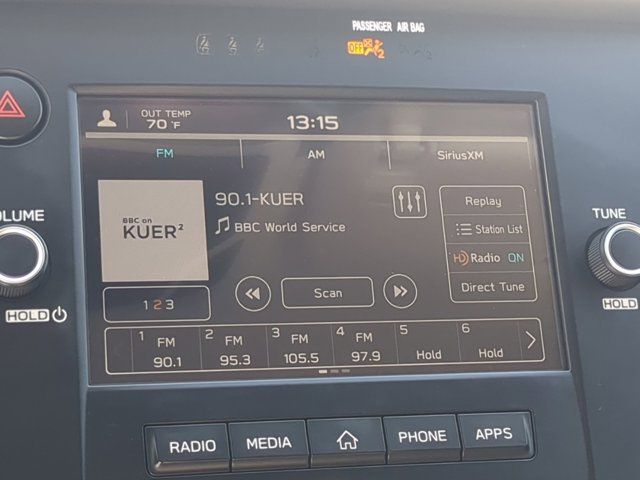 PASSENGER AIR BAG
OFF 2
OUT TEMP
70 °F
13:15
FM AM SiriusXM
VOLUME
HOLD
TUNE
HOLD
BBC on
KUER2
90.1-KUER
BBC World Service
Replay
Station List
HD Radio ON
Direct Tune
1 2 3
Scan
1 FM 90.1
2 FM 95.3
3 FM 105.5
4 FM 97.9
5 Hold
6 Hold
RADIO MEDIA PHONE APPS